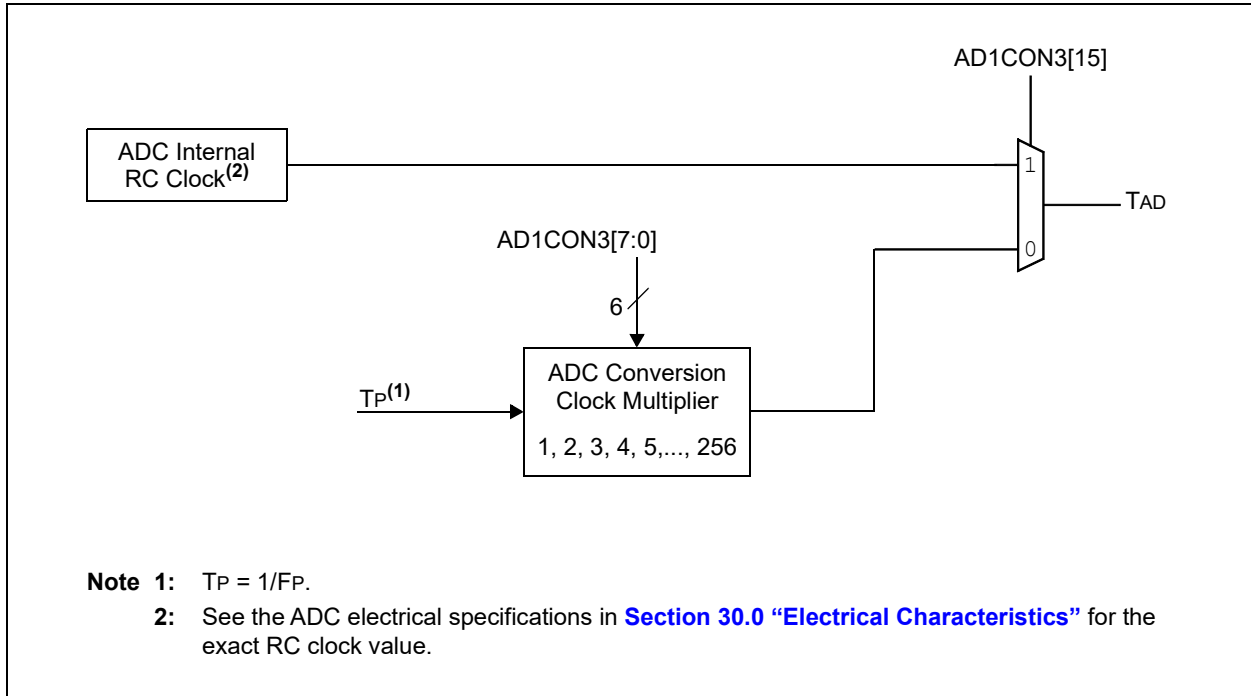 AD1CON3[15]
ADC Internal
RC Clock(2)
1
TAD
AD1CON3[7:0]
0
6
ADC Conversion
Clock Multiplier
TP(1)
1, 2, 3, 4, 5,..., 256
Note 1: TP = 1/FP.
2: See the ADC electrical specifications in Section 30.0 “Electrical Characteristics” for the
exact RC clock value.